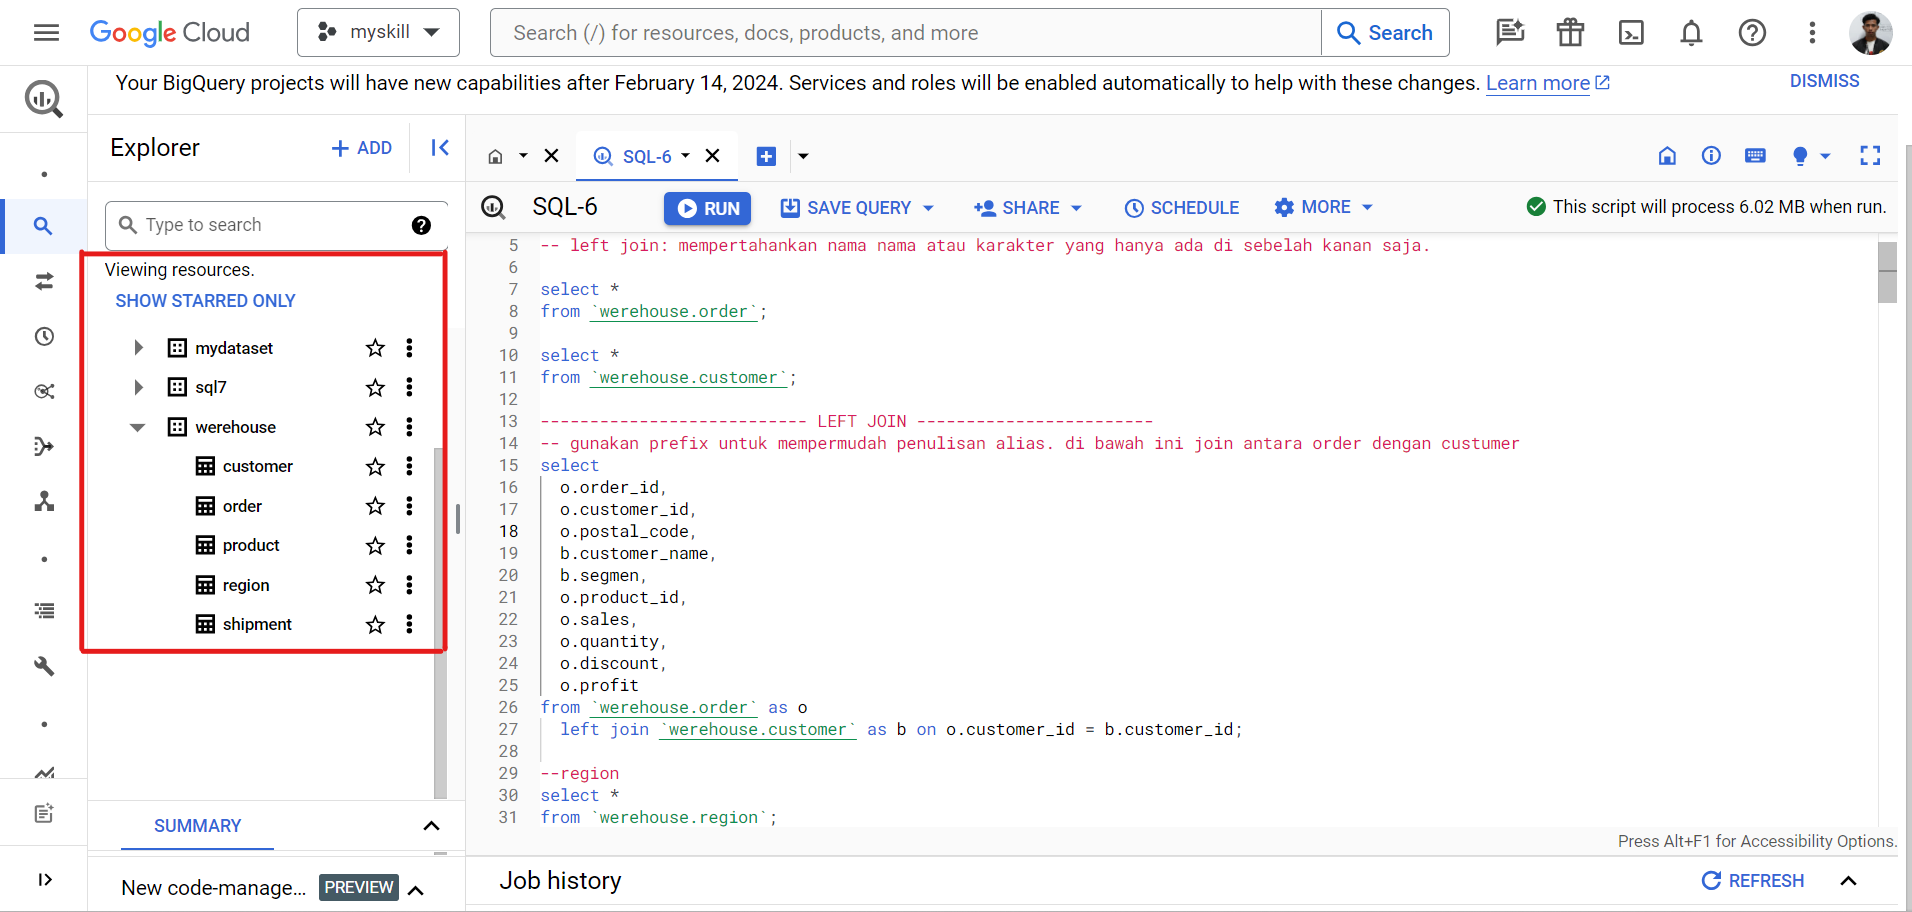 Google Cloud
myskill
Search (/) for resources, docs, products, and more
Search
Your BigQuery projects will have new capabilities after February 14, 2024. Services and roles will be enabled automatically to help with these changes. Learn more
DISMISS
Explorer
+ ADD
Type to search
Viewing resources.
SHOW STARRED ONLY
mydataset
sql7
werehouse
customer
order
product
region
shipment
SUMMARY
New code-manage... PREVIEW
SQL-6
SQL-6
RUN
SAVE QUERY
SHARE
SCHEDULE
MORE
This script will process 6.02 MB when run.
5 -- left join: mempertahankan nama nama atau karakter yang hanya ada di sebelah kanan saja.
6
7 select *
8 from `werehouse.order`;
9
10 select *
11 from `werehouse.customer`;
12
13 --------------------------- LEFT JOIN ------------------------
14 -- gunakan prefix untuk mempermudah penulisan alias. di bawah ini join antara order dengan custumer
15 select
16 o.order_id,
17 o.customer_id,
18 o.postal_code,
19 b.customer_name,
20 b.segmen,
21 o.product_id,
22 o.sales,
23 o.quantity,
24 o.discount,
25 o.profit
26 from `werehouse.order` as o
27 left join `werehouse.customer` as b on o.customer_id = b.customer_id;
28
29 --region
30 select *
31 from `werehouse.region`;
Press Alt+F1 for Accessibility Options.
Job history
REFRESH